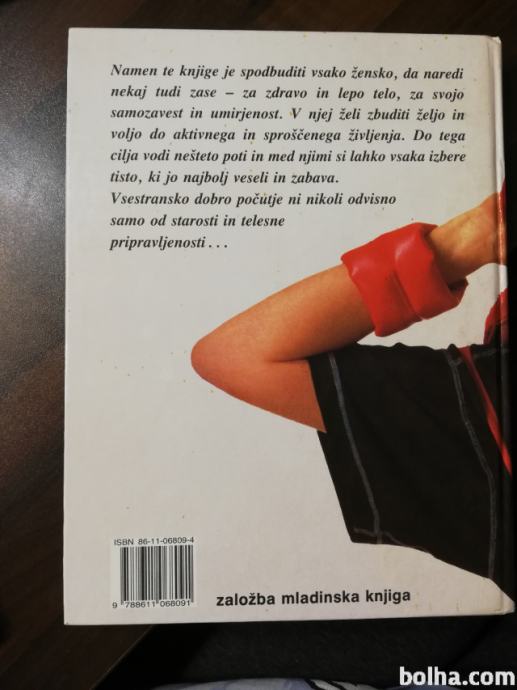 Namen te knjige je spodbuditi vsako žensko, da naredi
nekaj tudi zase – za zdravo in lepo telo, za svojo
samozavest in umirjenost. V njej želi zbuditi željo in
voljo do aktivnega in sproščenega življenja. Do tega
cilja vodi nešteto poti in med njimi si lahko vsaka izbere
tisto, ki jo najbolj veseli in zabava.
Vsestransko dobro počutje ni nikoli odvisno
samo od starosti in telesne
pripravljenosti . . .
ISBN 86-11-06809-4
9 788611 068091
založba mladinska knjiga
bolha.com